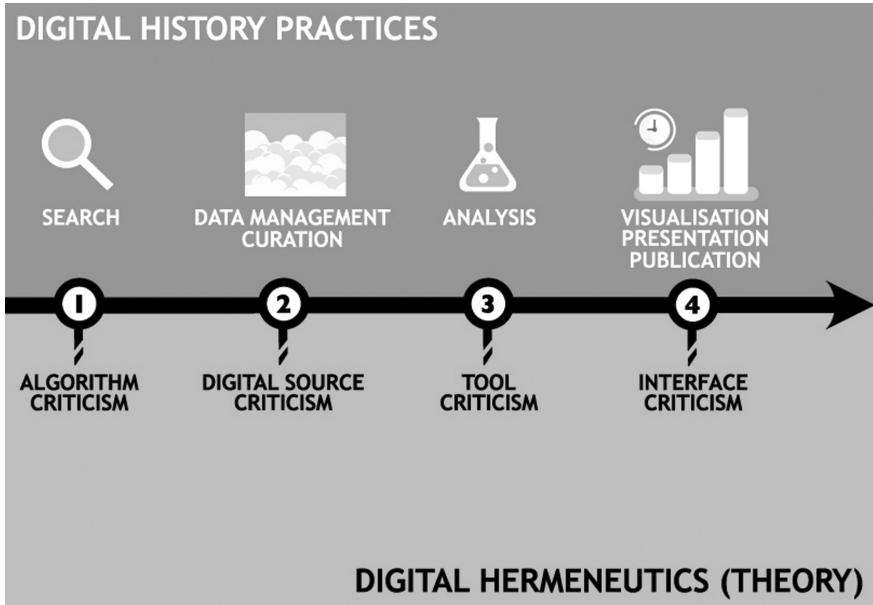 DIGITAL HISTORY PRACTICES
SEARCH
DATA MANAGEMENT
CURATION
ANALYSIS
VISUALISATION
PRESENTATION
PUBLICATION
1
2
3
4
ALGORITHM
CRITICISM
DIGITAL SOURCE
CRITICISM
TOOL
CRITICISM
INTERFACE
CRITICISM
DIGITAL HERMENEUTICS (THEORY)